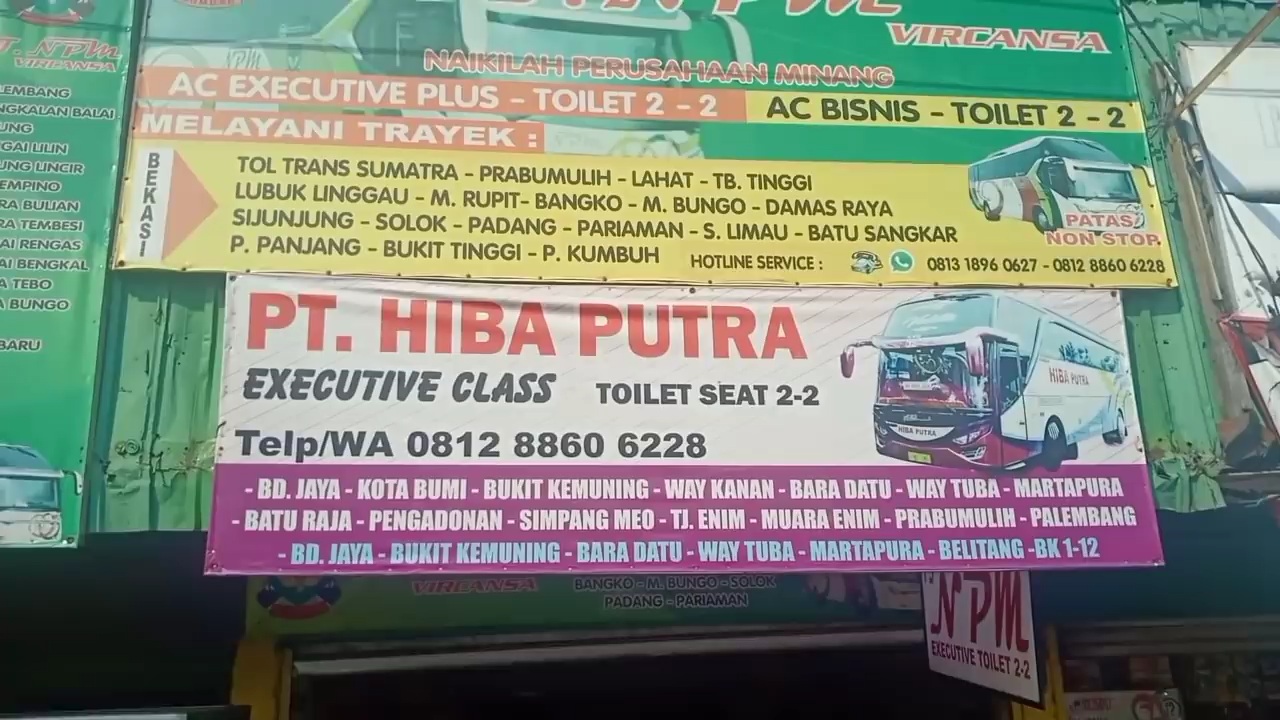 NPM
VIRCANSA
NAIKILAH PERUSAHAAN MINANG
AC EXECUTIVE PLUS - TOILET 2 - 2
AC BISNIS - TOILET 2 - 2
MELAYANI TRAYEK :
BEKASI
TOL TRANS SUMATRA - PRABUMULIH - LAHAT - TB. TINGGI
LUBUK LINGGAU - M. RUPIT- BANGKO - M. BUNGO - DAMAS RAYA
SIJUNJUNG - SOLOK - PADANG - PARIAMAN - S. LIMAU - BATU SANGKAR
P. PANJANG - BUKIT TINGGI - P. KUMBUH
HOTLINE SERVICE : 0813 1896 0627 - 0812 8860 6228
PATAS
NON STOP
T. NPM
VIRCANSA
LEMBANG
NGKALAN BALAI
UNG
GAI LILIN
UNG LINCIR
EMPINO
RA BULIAN
RA TEMBESI
AI RENGAS
AI BENGKAL
A TEBO
A BUNGO
BARU
PT. HIBA PUTRA
EXECUTIVE CLASS TOILET SEAT 2-2
Telp/WA 0812 8860 6228
HIBA PUTRA
HIBA PUTRA
- BD. JAYA - KOTA BUMI - BUKIT KEMUNING - WAY KANAN - BARA DATU - WAY TUBA - MARTAPURA
- BATU RAJA - PENGADONAN - SIMPANG MEO - TJ. ENIM - MUARA ENIM - PRABUMULIH - PALEMBANG
- BD. JAYA - BUKIT KEMUNING - BARA DATU - WAY TUBA - MARTAPURA - BELITANG -BK 1-12
VIRCANSA
BANGKO - M. BUNGO - SOLOK
PADANG - PARIAMAN
NPM
EXECUTIVE TOILET 2-2